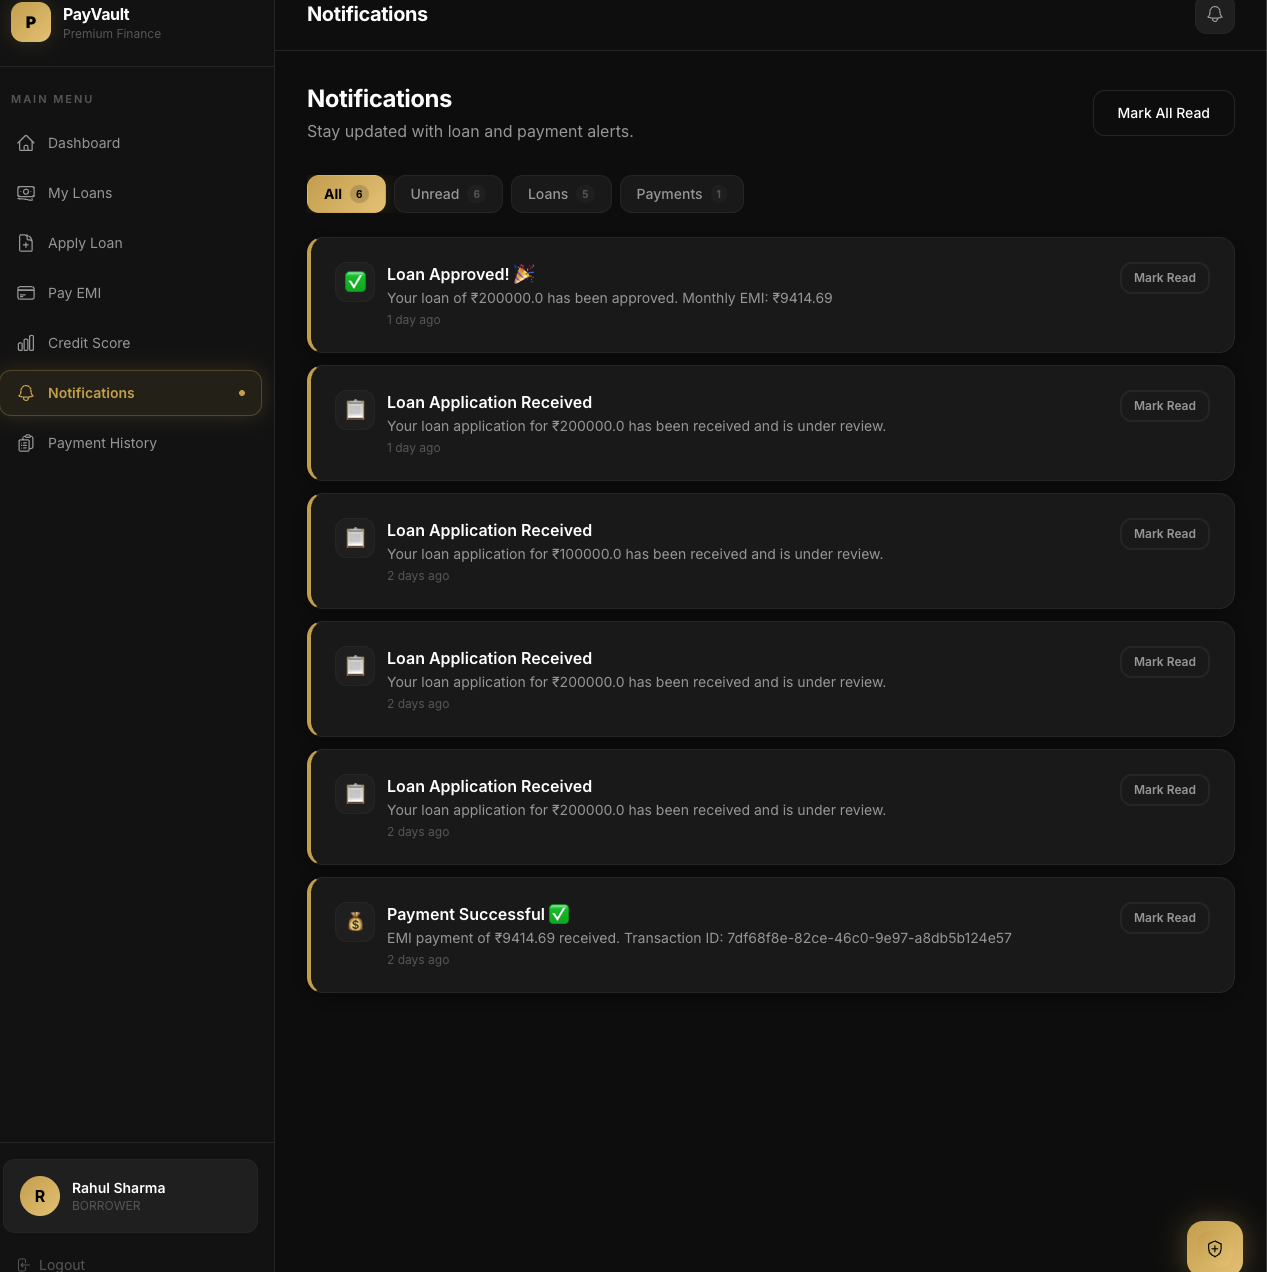 P
PayVault
Premium Finance
MAIN MENU
Dashboard
My Loans
Apply Loan
Pay EMI
Credit Score
Notifications
Payment History
R
Rahul Sharma
BORROWER
Logout
Notifications
Notifications
Stay updated with loan and payment alerts.
Mark All Read
All 6
Unread 6
Loans 5
Payments 1
Loan Approved! 🎉
Your loan of ₹200000.0 has been approved. Monthly EMI: ₹9414.69
1 day ago
Mark Read
Loan Application Received
Your loan application for ₹200000.0 has been received and is under review.
1 day ago
Mark Read
Loan Application Received
Your loan application for ₹100000.0 has been received and is under review.
2 days ago
Mark Read
Loan Application Received
Your loan application for ₹200000.0 has been received and is under review.
2 days ago
Mark Read
Loan Application Received
Your loan application for ₹200000.0 has been received and is under review.
2 days ago
Mark Read
Payment Successful ✅
EMI payment of ₹9414.69 received. Transaction ID: 7df68f8e-82ce-46c0-9e97-a8db5b124e57
2 days ago
Mark Read